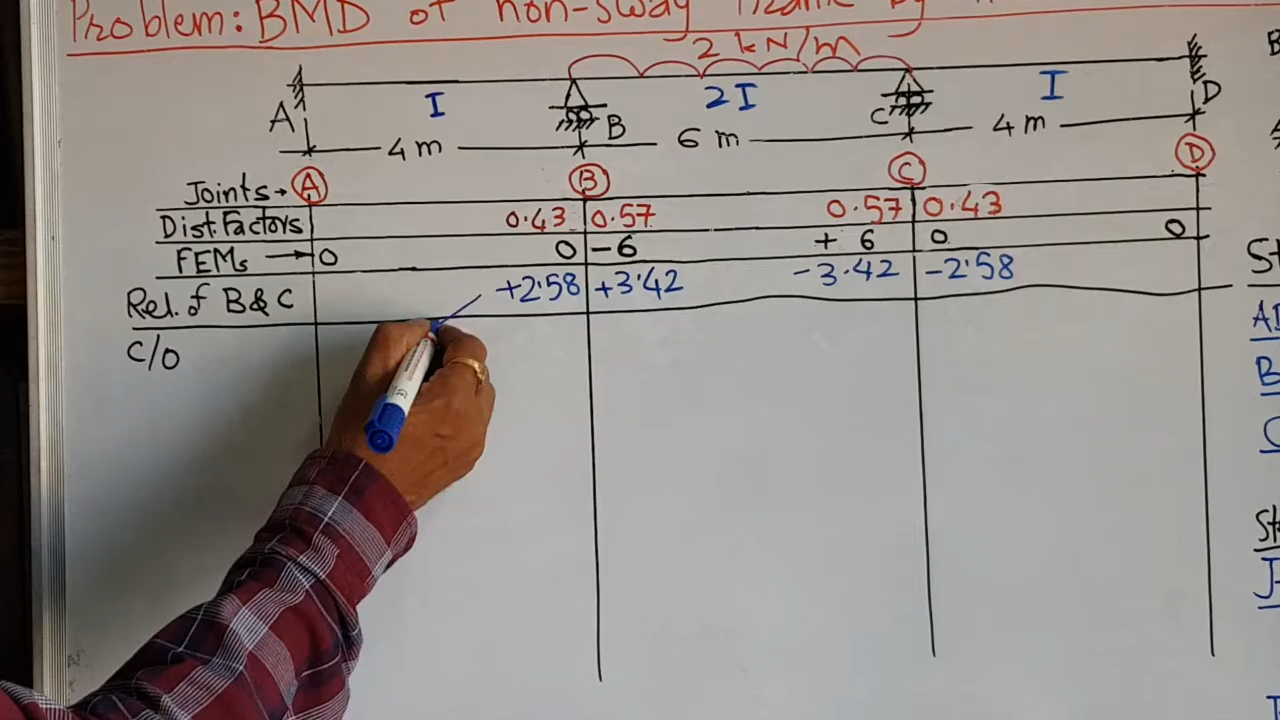 Problem: BMD of non-sway frame by
2 kN/m
A I B 2I C I D
4 m 6 m 4 m
Joints → A B C D
Dist. Factors 0.43 0.57 0.57 0.43
FEMs → 0 0 -6 + 6 0 0
Rel. of B & C +2.58 +3.42 -3.42 -2.58
C/O